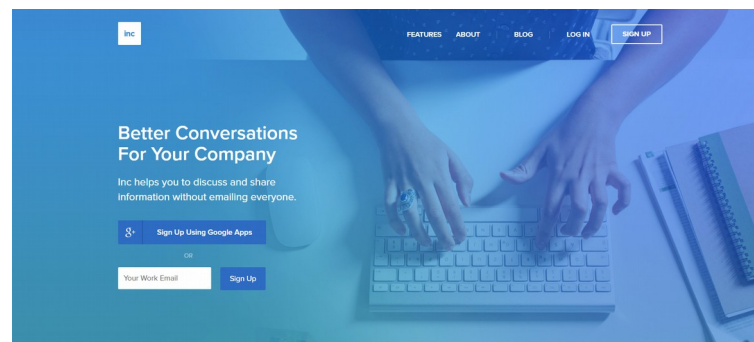 inc
FEATURES ABOUT BLOG LOG IN SIGN UP
Better Conversations
For Your Company
Inc helps you to discuss and share
information without emailing everyone.
g+ Sign Up Using Google Apps
OR
Your Work Email Sign Up